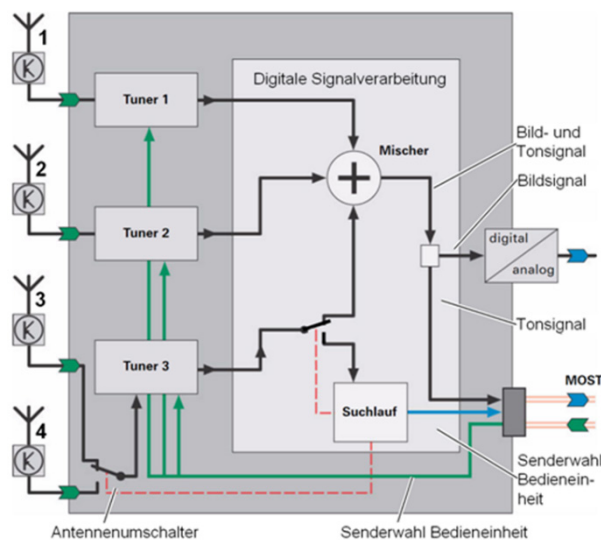 1
K
Tuner 1
Digitale Signalverarbeitung
Mischer
Bild- und
Tonsignal
Bildsignal
2
K
Tuner 2
digital
analog
3
K
Tuner 3
Tonsignal
MOST
Suchlauf
4
K
Senderwahl
Bedienein-
heit
Antennenumschalter
Senderwahl Bedieneinheit